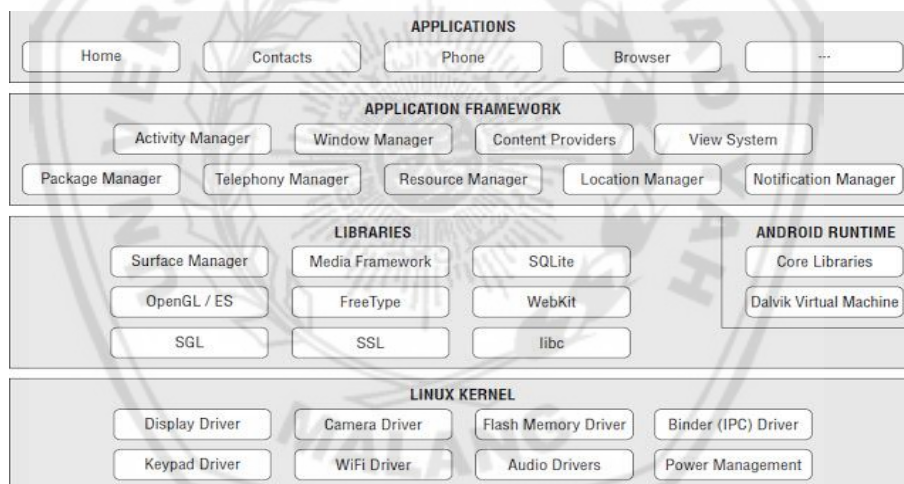 APPLICATIONS
Home Contacts Phone Browser ...
APPLICATION FRAMEWORK
Activity Manager Window Manager Content Providers View System
Package Manager Telephony Manager Resource Manager Location Manager Notification Manager
LIBRARIES ANDROID RUNTIME
Surface Manager Media Framework SQLite Core Libraries
OpenGL / ES FreeType WebKit Dalvik Virtual Machine
SGL SSL libc
LINUX KERNEL
Display Driver Camera Driver Flash Memory Driver Binder (IPC) Driver
Keypad Driver WiFi Driver Audio Drivers Power Management
MALANG